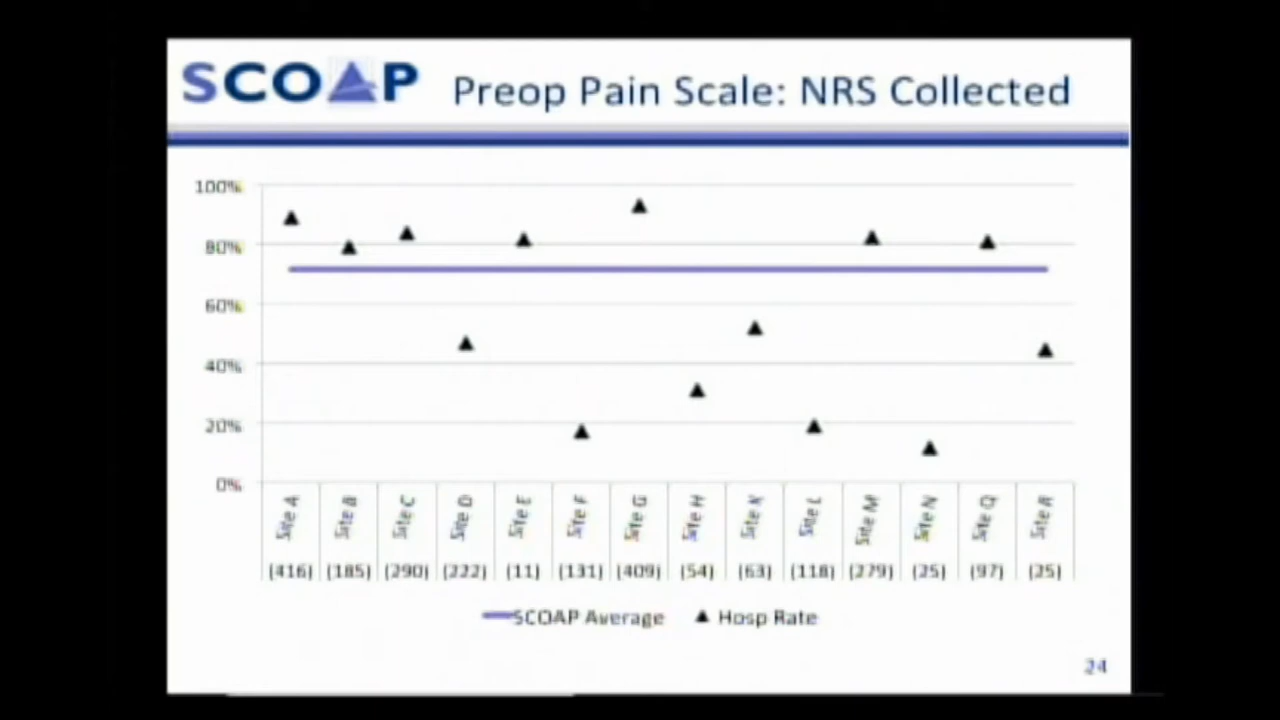 SCOAP Preop Pain Scale: NRS Collected
100%
80%
60%
40%
20%
0%
Site A Site B Site C Site D Site E Site F Site G Site H Site K Site L Site M Site N Site Q Site R
(416) (185) (290) (222) (11) (131) (409) (54) (63) (118) (279) (25) (97) (25)
SCOAP Average Hosp Rate
24